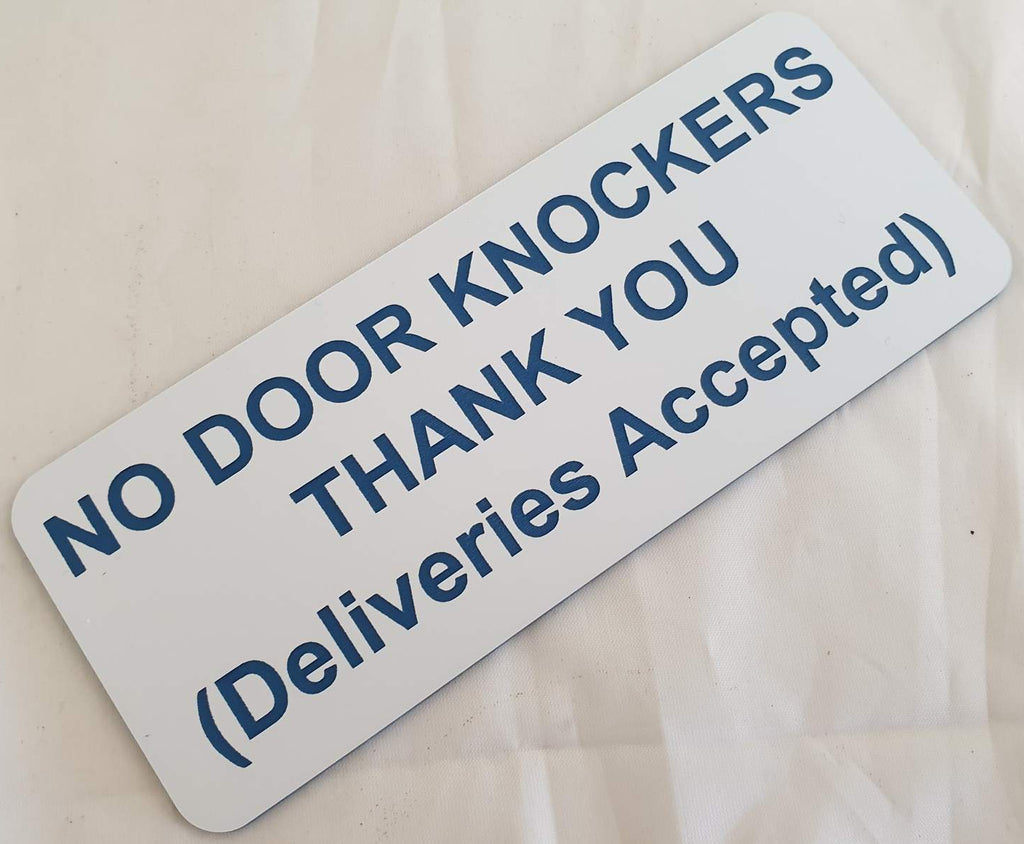 NO DOOR KNOCKERS
THANK YOU
(Deliveries Accepted)